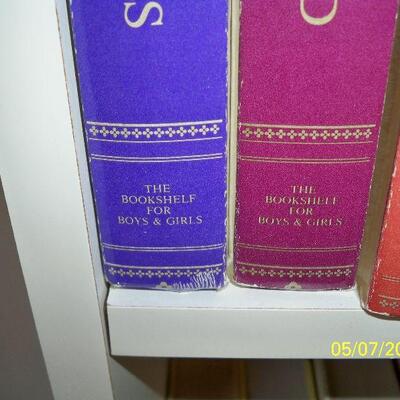 S
THE
BOOKSHELF
FOR
BOYS & GIRLS
THE
BOOKSHELF
FOR
BOYS & GIRLS
05/07/20